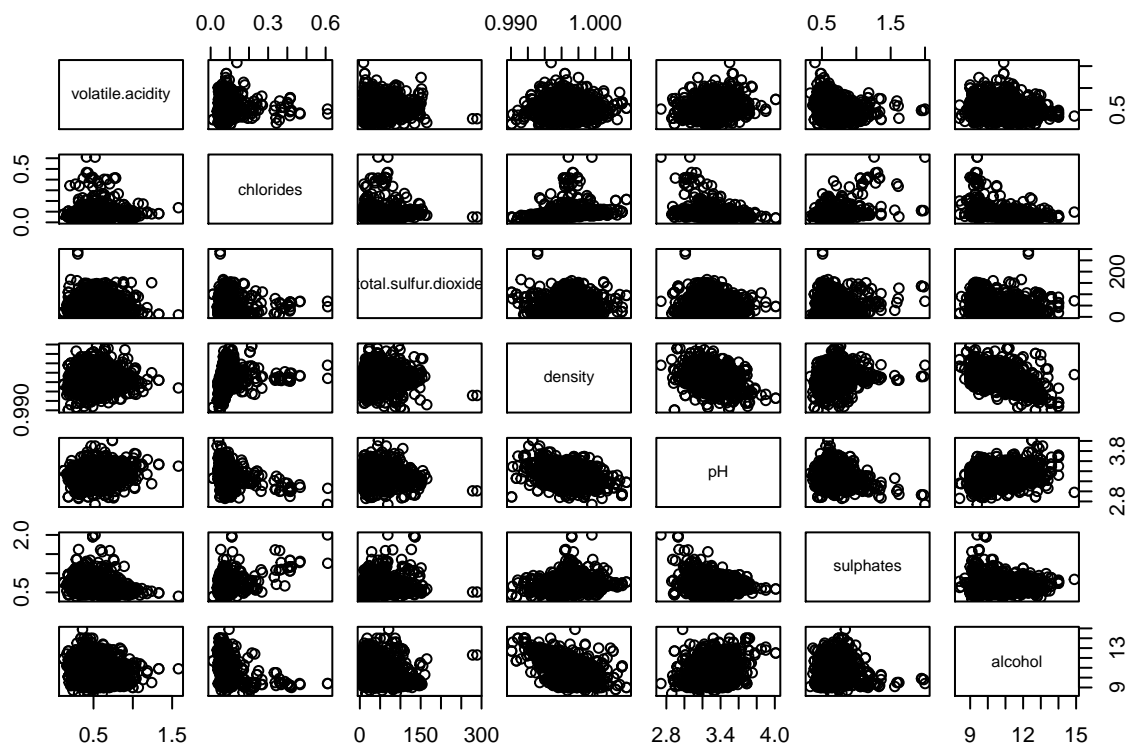 0.0 0.3 0.6 0.990 1.000 0.5 1.5
volatile.acidity
0.5
0.0 0.5
chlorides
total.sulfur.dioxide
0 200
0.990
density
pH
2.8 3.8
0.5 2.0
sulphates
alcohol
9 13
0.5 1.5 0 150 300 2.8 3.4 4.0 9 12 15